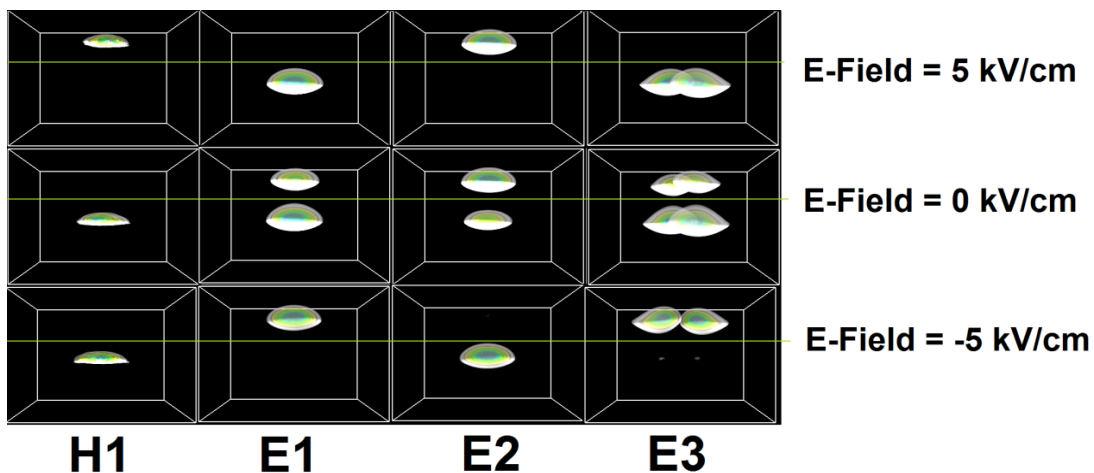 E-Field = 5 kV/cm
E-Field = 0 kV/cm
E-Field = -5 kV/cm
H1 E1 E2 E3